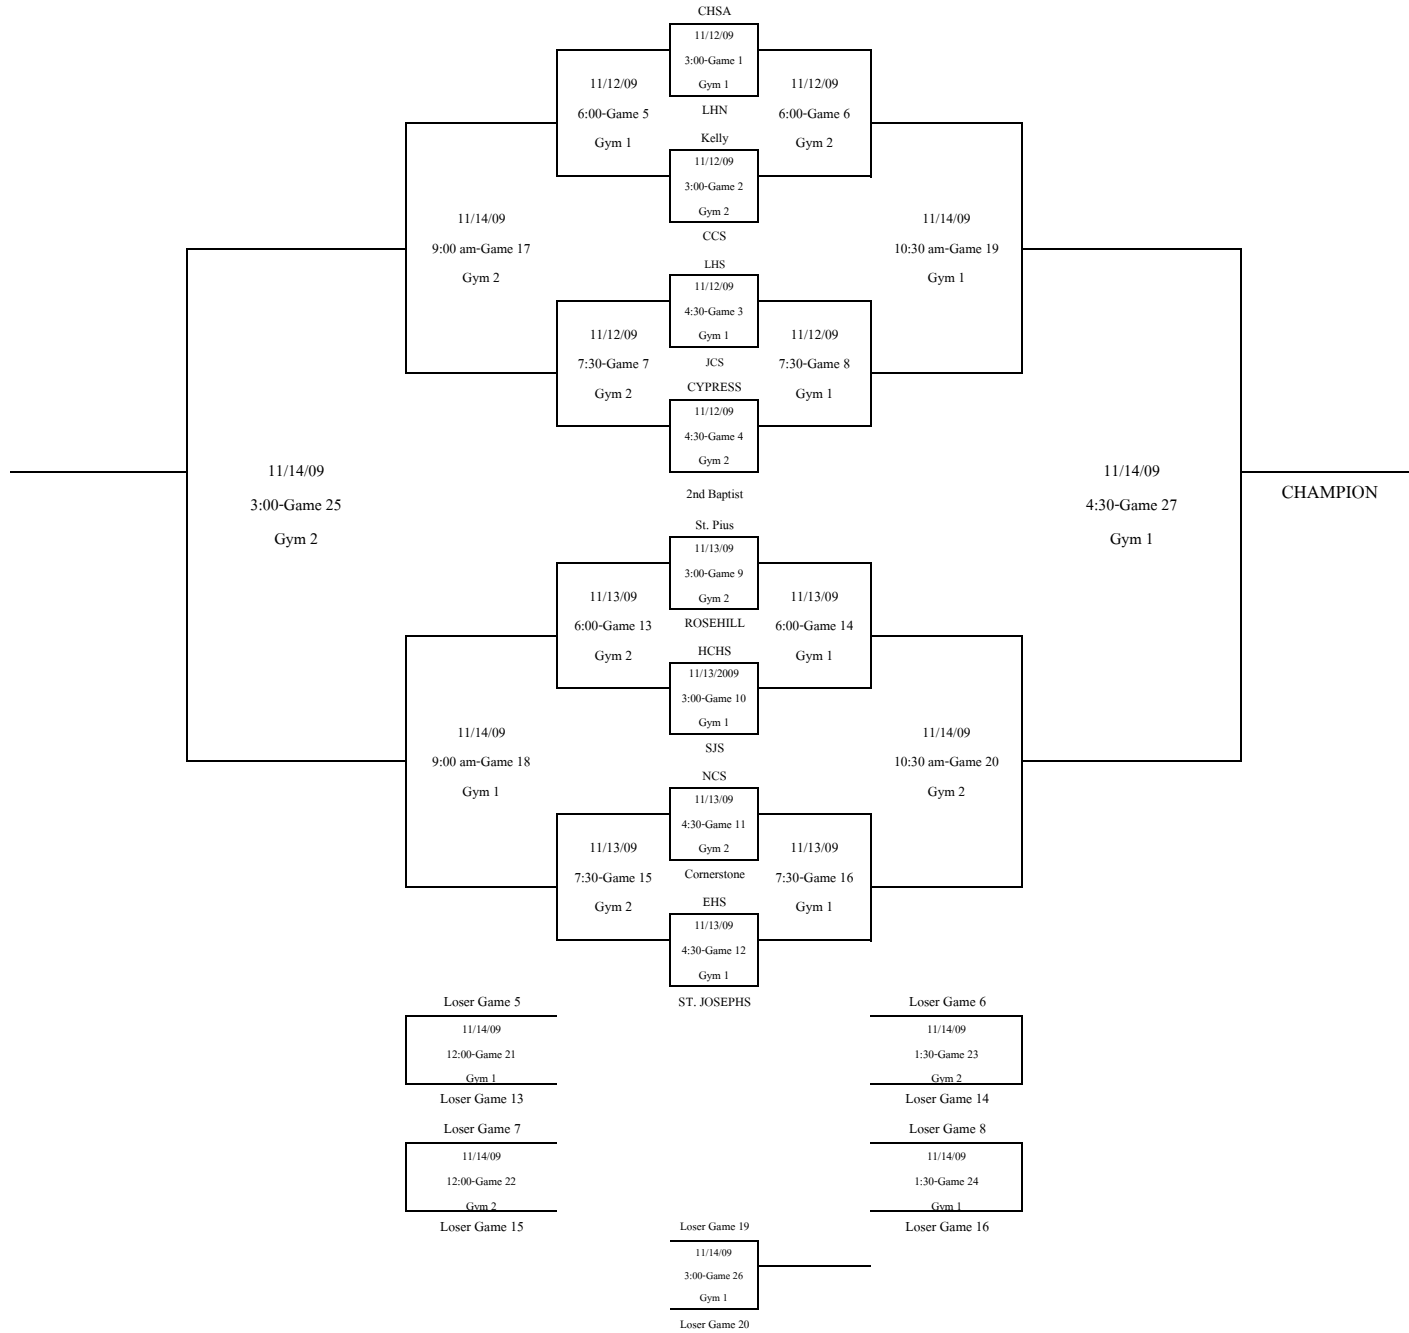 CHSA
11/12/09
3:00-Game 1
Gym 1
LHN
11/12/09
6:00-Game 5
Gym 1
11/12/09
6:00-Game 6
Gym 2
Kelly
11/12/09
3:00-Game 2
Gym 2
CCS
11/14/09
9:00 am-Game 17
Gym 2
11/14/09
10:30 am-Game 19
Gym 1
LHS
11/12/09
4:30-Game 3
Gym 1
JCS
11/12/09
7:30-Game 7
Gym 2
11/12/09
7:30-Game 8
Gym 1
CYPRESS
11/12/09
4:30-Game 4
Gym 2
2nd Baptist
11/14/09
3:00-Game 25
Gym 2
11/14/09
4:30-Game 27
Gym 1
CHAMPION
St. Pius
11/13/09
3:00-Game 9
Gym 2
ROSEHILL
11/13/09
6:00-Game 13
Gym 2
11/13/09
6:00-Game 14
Gym 1
HCHS
11/13/2009
3:00-Game 10
Gym 1
SJS
11/14/09
9:00 am-Game 18
Gym 1
11/14/09
10:30 am-Game 20
Gym 2
NCS
11/13/09
4:30-Game 11
Gym 2
Cornerstone
11/13/09
7:30-Game 15
Gym 2
11/13/09
7:30-Game 16
Gym 1
EHS
11/13/09
4:30-Game 12
Gym 1
ST. JOSEPHS
Loser Game 5
11/14/09
12:00-Game 21
Gym 1
Loser Game 13
Loser Game 6
11/14/09
1:30-Game 23
Gym 2
Loser Game 14
Loser Game 7
11/14/09
12:00-Game 22
Gym 2
Loser Game 15
Loser Game 8
11/14/09
1:30-Game 24
Gym 1
Loser Game 16
Loser Game 19
11/14/09
3:00-Game 26
Gym 1
Loser Game 20